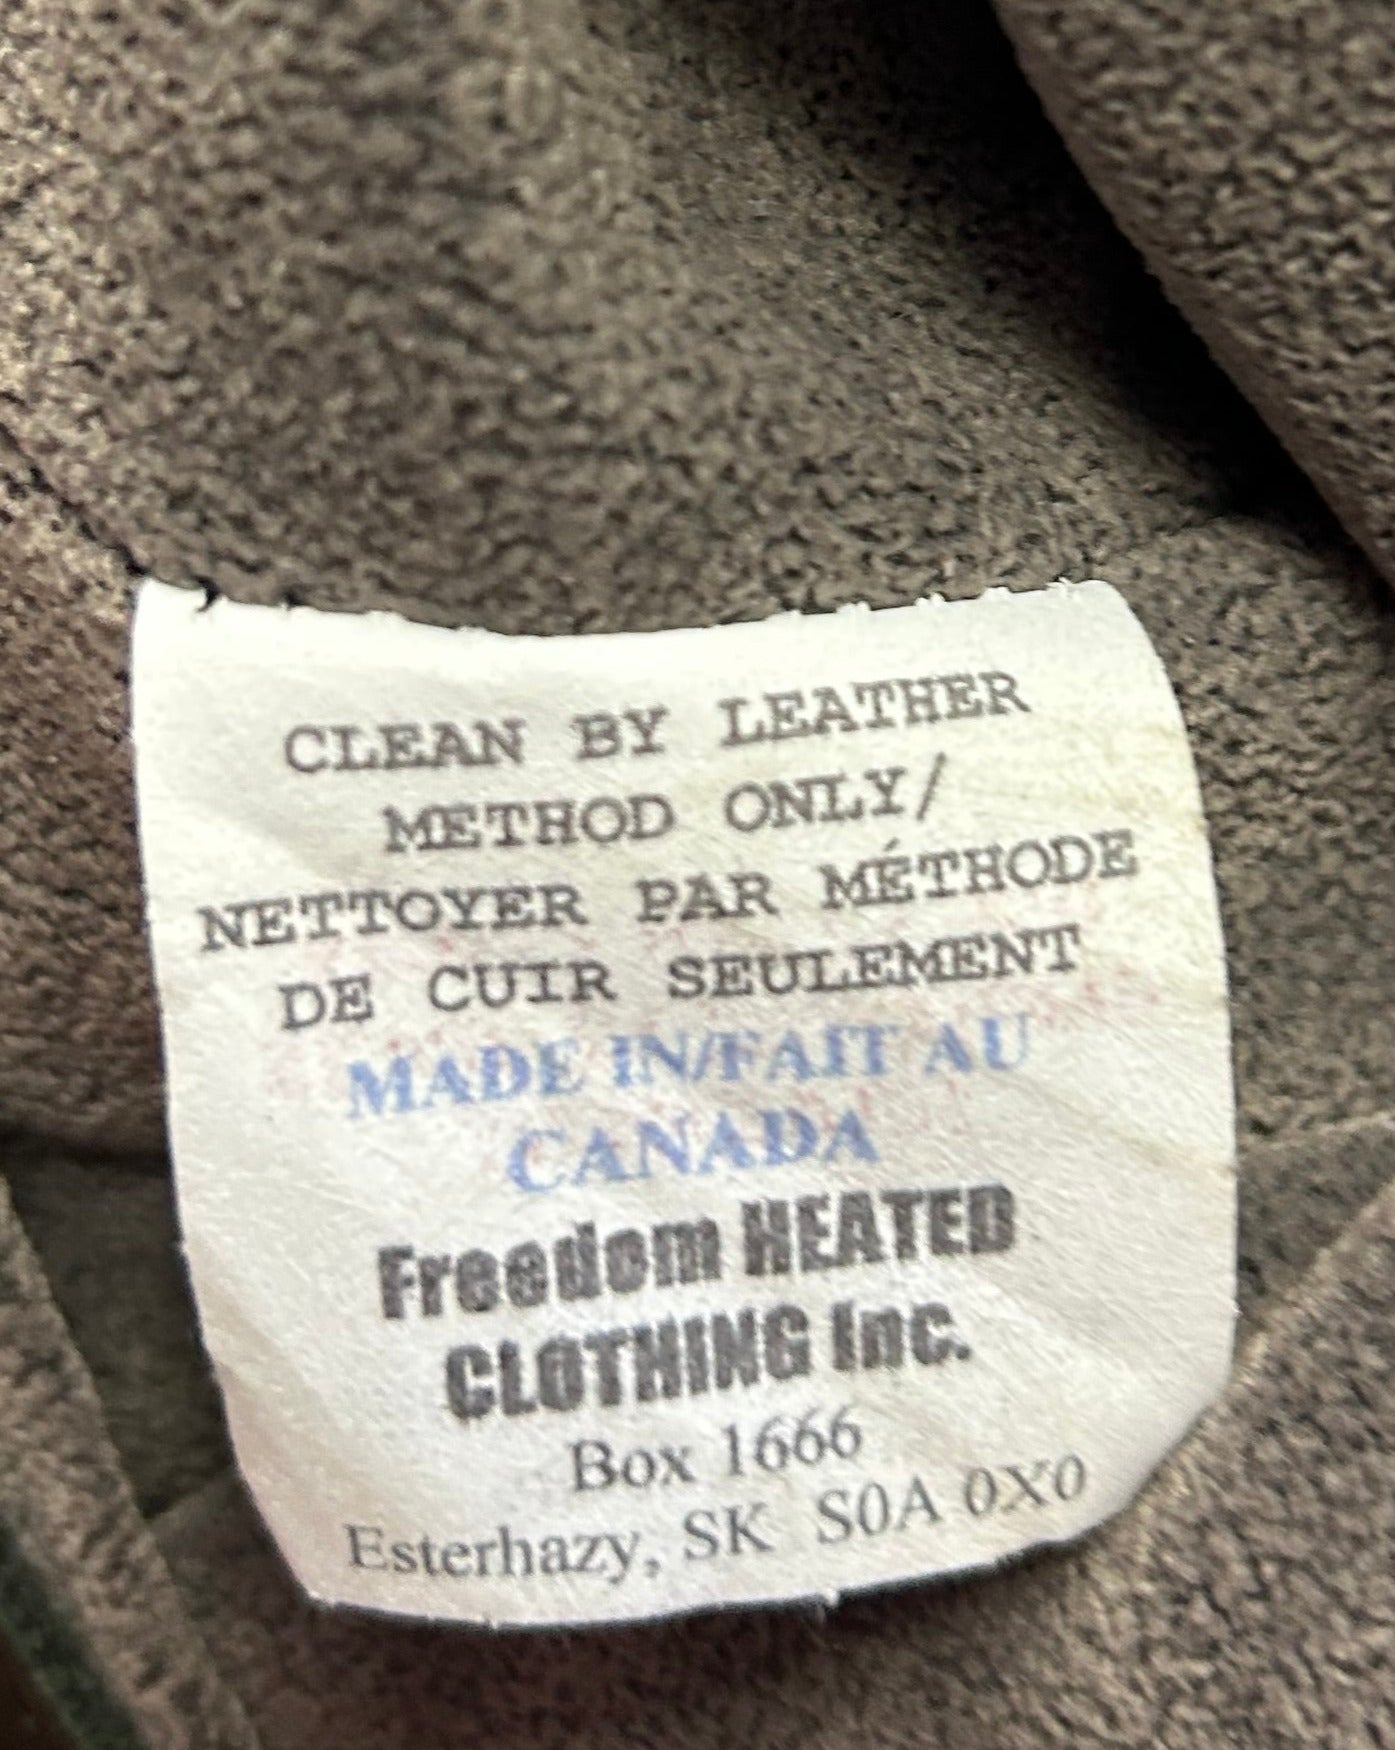 CLEAN BY LEATHER
METHOD ONLY/
NETTOYER PAR MÉTHODE
DE CUIR SEULEMENT
MADE IN/FAIT AU
CANADA
Freedom HEATED
CLOTHING Inc.
Box 1666
Esterhazy, SK S0A 0X0